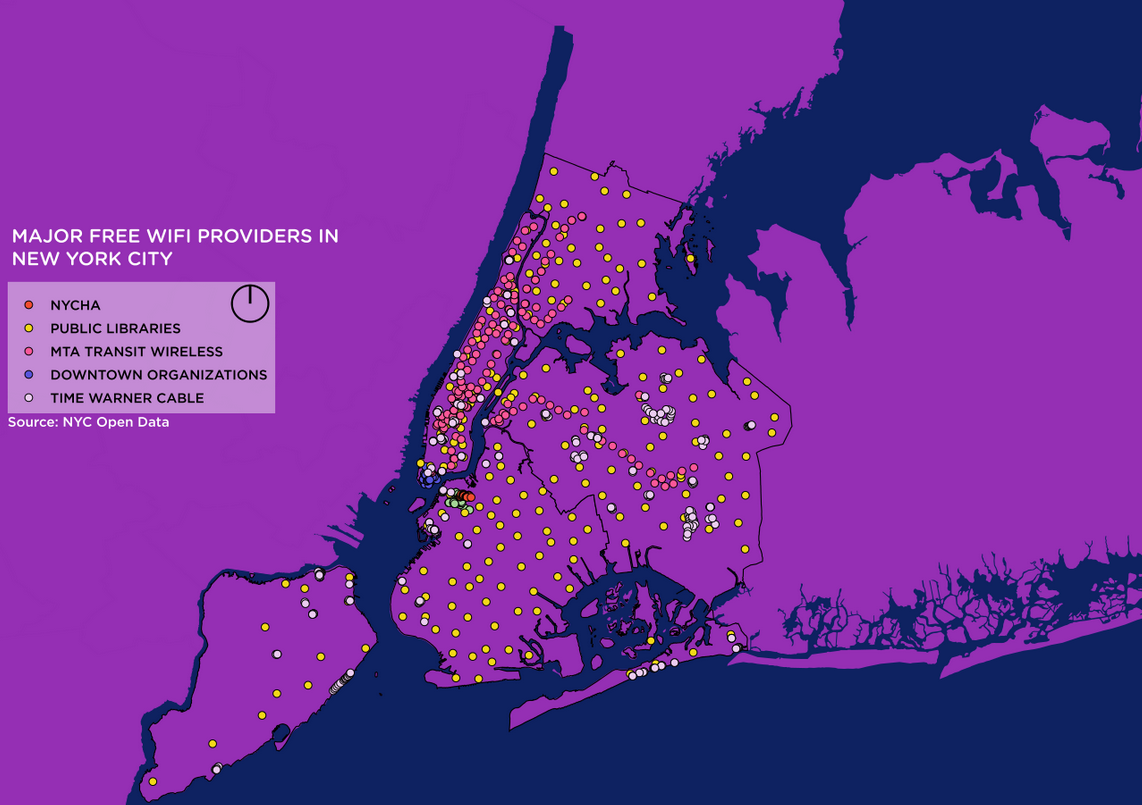 MAJOR FREE WIFI PROVIDERS IN
NEW YORK CITY
NYCHA
PUBLIC LIBRARIES
MTA TRANSIT WIRELESS
DOWNTOWN ORGANIZATIONS
TIME WARNER CABLE
Source: NYC Open Data